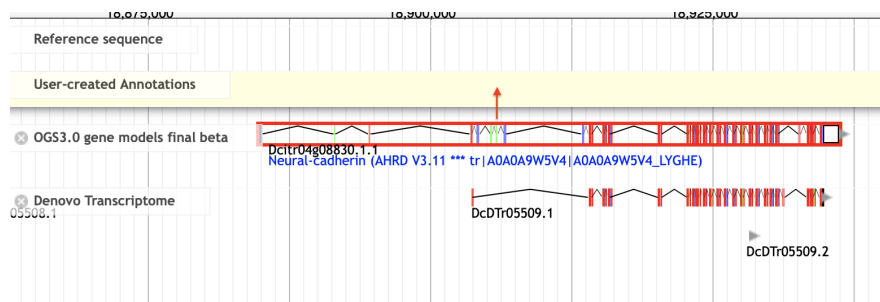 18,875,000 18,900,000 18,925,000
Reference sequence
User-created Annotations
OGS3.0 gene models final beta
Dcitr04g08830.1.1
Neural-cadherin (AHRD V3.11 *** tr|A0A0A9W5V4|A0A0A9W5V4_LYGHE)
Denovo Transcriptome
05508.1
DcDTr05509.1
DcDTr05509.2